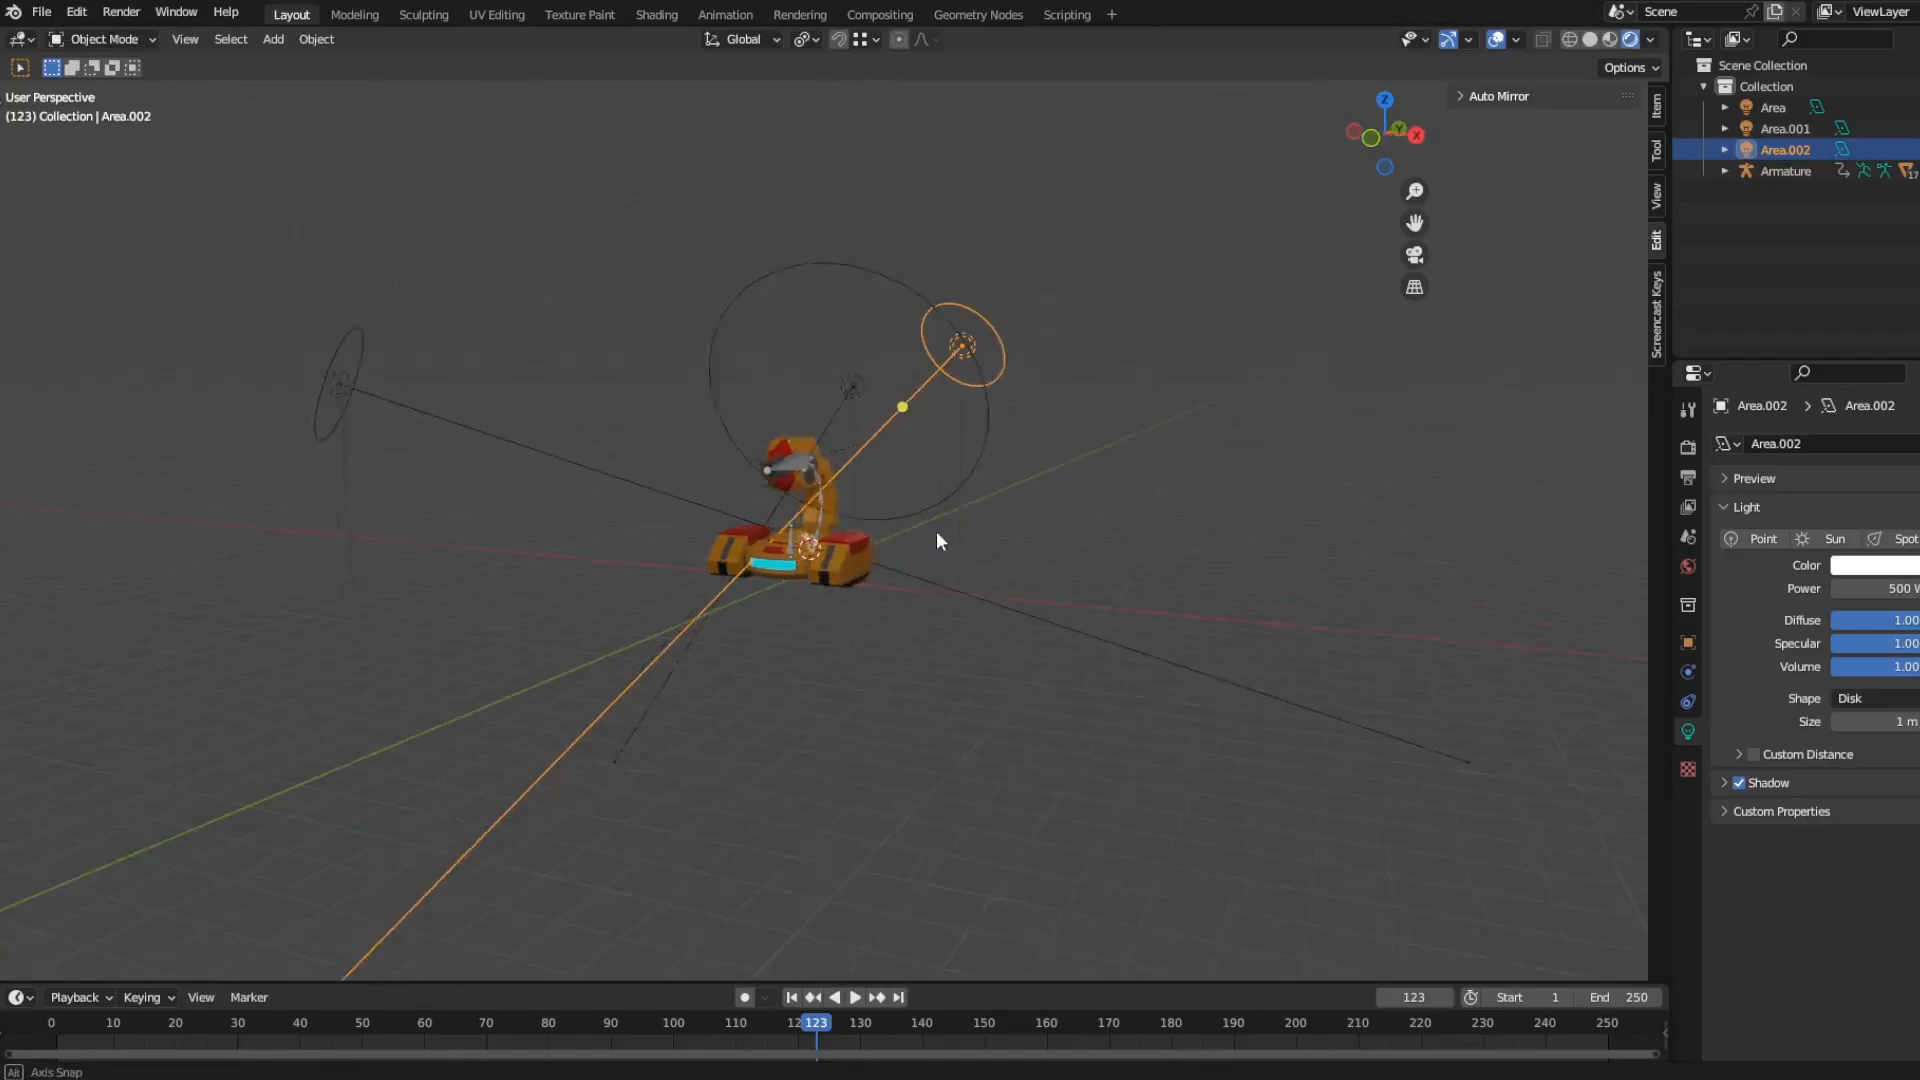 File Edit Render Window Help Layout Modeling Sculpting UV Editing Texture Paint Shading Animation Rendering Compositing Geometry Nodes Scripting + Scene ViewLayer
Object Mode View Select Add Object Global
Options
User Perspective
(123) Collection | Area.002
Auto Mirror
Z
Y
X
Item
Tool
View
Edit
Screencast Keys
Scene Collection
Collection
Area
Area.001
Area.002
Armature 17
Area.002 > Area.002
Area.002
Preview
Light
Point Sun Spot
Color
Power 500 W
Diffuse 1.00
Specular 1.00
Volume 1.00
Shape Disk
Size 1 m
Custom Distance
Shadow
Custom Properties
Playback Keying View Marker 123 Start 1 End 250
0 10 20 30 40 50 60 70 80 90 100 110 12 123 130 140 150 160 170 180 190 200 210 220 230 240 250
Alt Axis Snap